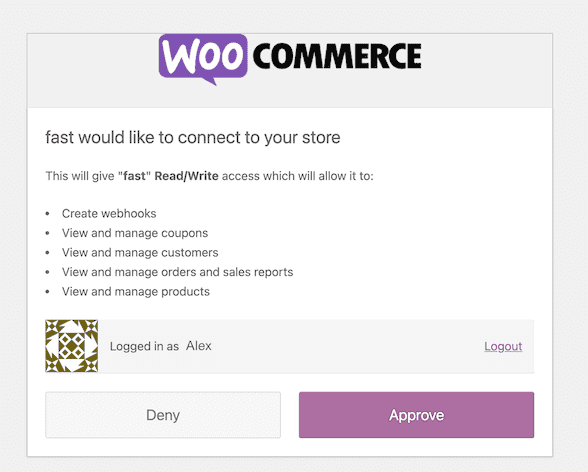 WOO COMMERCE
fast would like to connect to your store
This will give "fast" Read/Write access which will allow it to:
• Create webhooks
• View and manage coupons
• View and manage customers
• View and manage orders and sales reports
• View and manage products
Logged in as Alex Logout
Deny Approve